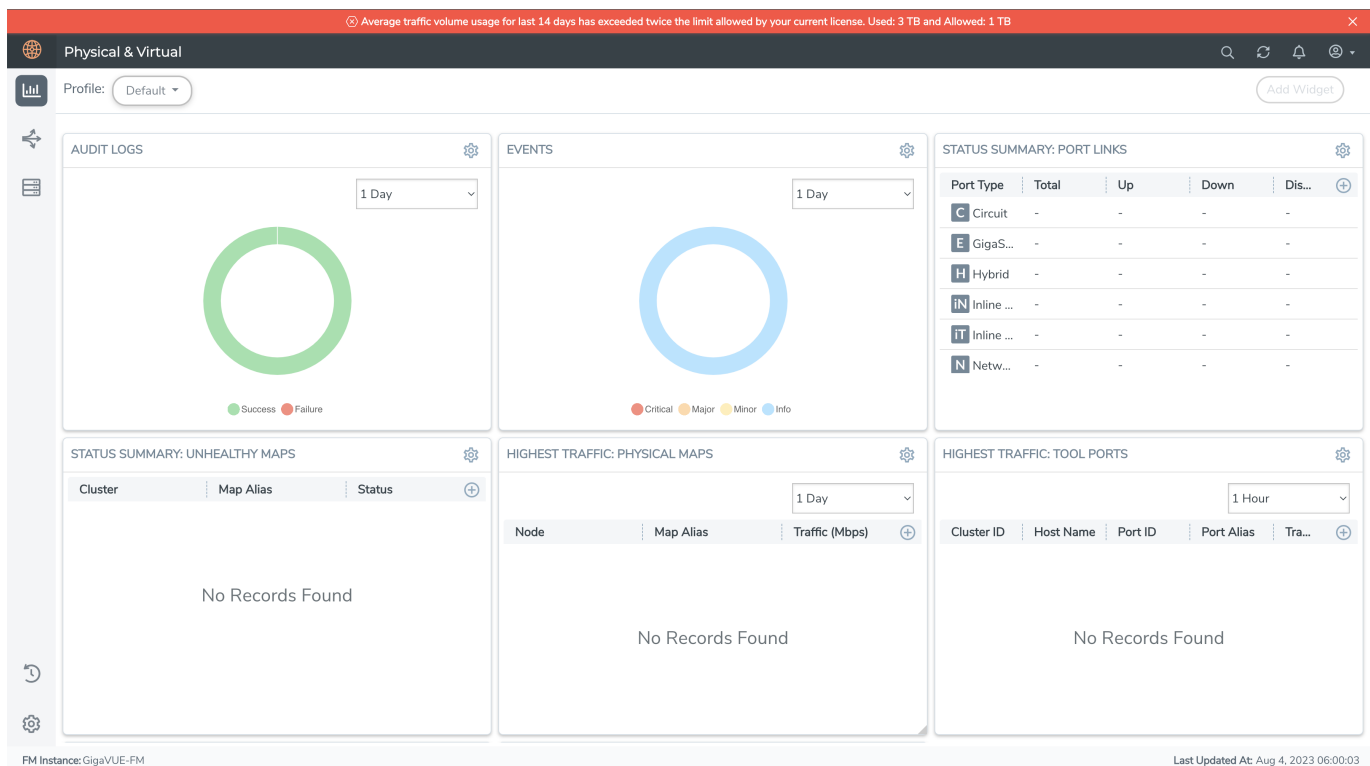 Average traffic volume usage for last 14 days has exceeded twice the limit allowed by your current license. Used: 3 TB and Allowed: 1 TB
Physical & Virtual
Profile: Default
Add Widget
AUDIT LOGS
1 Day
Success Failure
EVENTS
1 Day
Critical Major Minor Info
STATUS SUMMARY: PORT LINKS
Port Type Total Up Down Dis...
C Circuit - - - -
E GigaS... - - - -
H Hybrid - - - -
iN Inline ... - - - -
iT Inline ... - - - -
N Netw... - - - -
STATUS SUMMARY: UNHEALTHY MAPS
Cluster Map Alias Status
No Records Found
HIGHEST TRAFFIC: PHYSICAL MAPS
1 Day
Node Map Alias Traffic (Mbps)
No Records Found
HIGHEST TRAFFIC: TOOL PORTS
1 Hour
Cluster ID Host Name Port ID Port Alias Tra...
No Records Found
FM Instance: GigaVUE-FM
Last Updated At: Aug 4, 2023 06:00:03